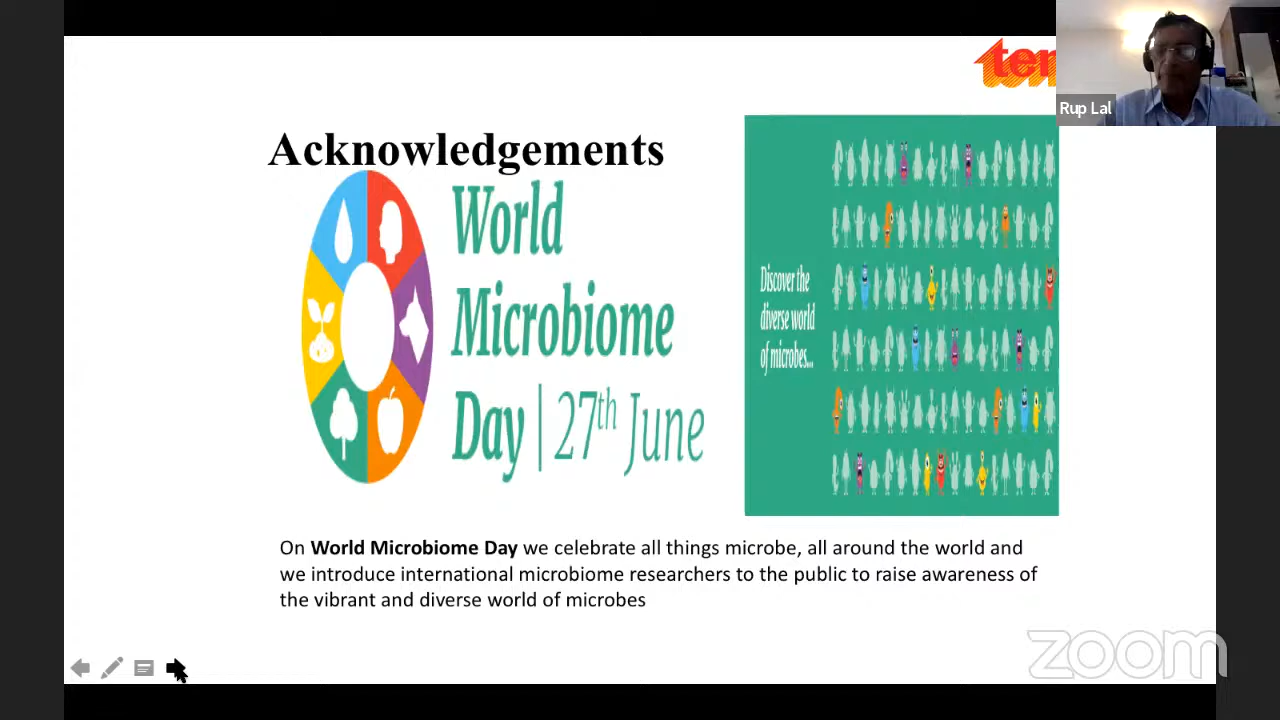 Rup Lal
Acknowledgements
World
Microbiome
Day | 27th June
Discover the
diverse world
of microbes...
On World Microbiome Day we celebrate all things microbe, all around the world and
we introduce international microbiome researchers to the public to raise awareness of
the vibrant and diverse world of microbes
zoom